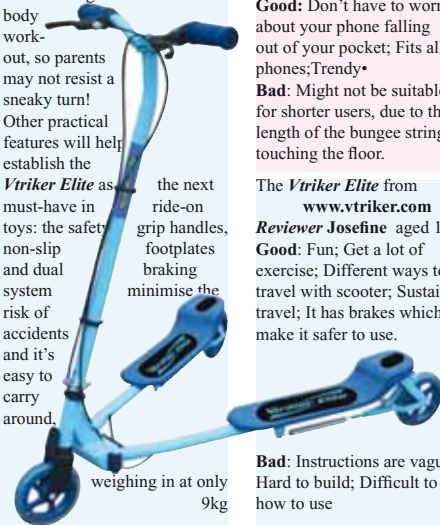 body
work-
out, so parents
may not resist a
sneaky turn!
Other practical
features will help
establish the
Vtriker Elite as the next
must-have in ride-on
toys: the safety grip handles,
non-slip footplates
and dual braking
system minimise the
risk of
accidents
and it's
easy to
carry
around,
weighing in at only
9kg
Good: Don't have to worr
about your phone falling
out of your pocket; Fits all
phones;Trendy•
Bad: Might not be suitable
for shorter users, due to th
length of the bungee string
touching the floor.
The Vtriker Elite from
www.vtriker.com
Reviewer Josefine aged 1
Good: Fun; Get a lot of
exercise; Different ways to
travel with scooter; Sustai
travel; It has brakes which
make it safer to use.
Bad: Instructions are vagu
Hard to build; Difficult to
how to use